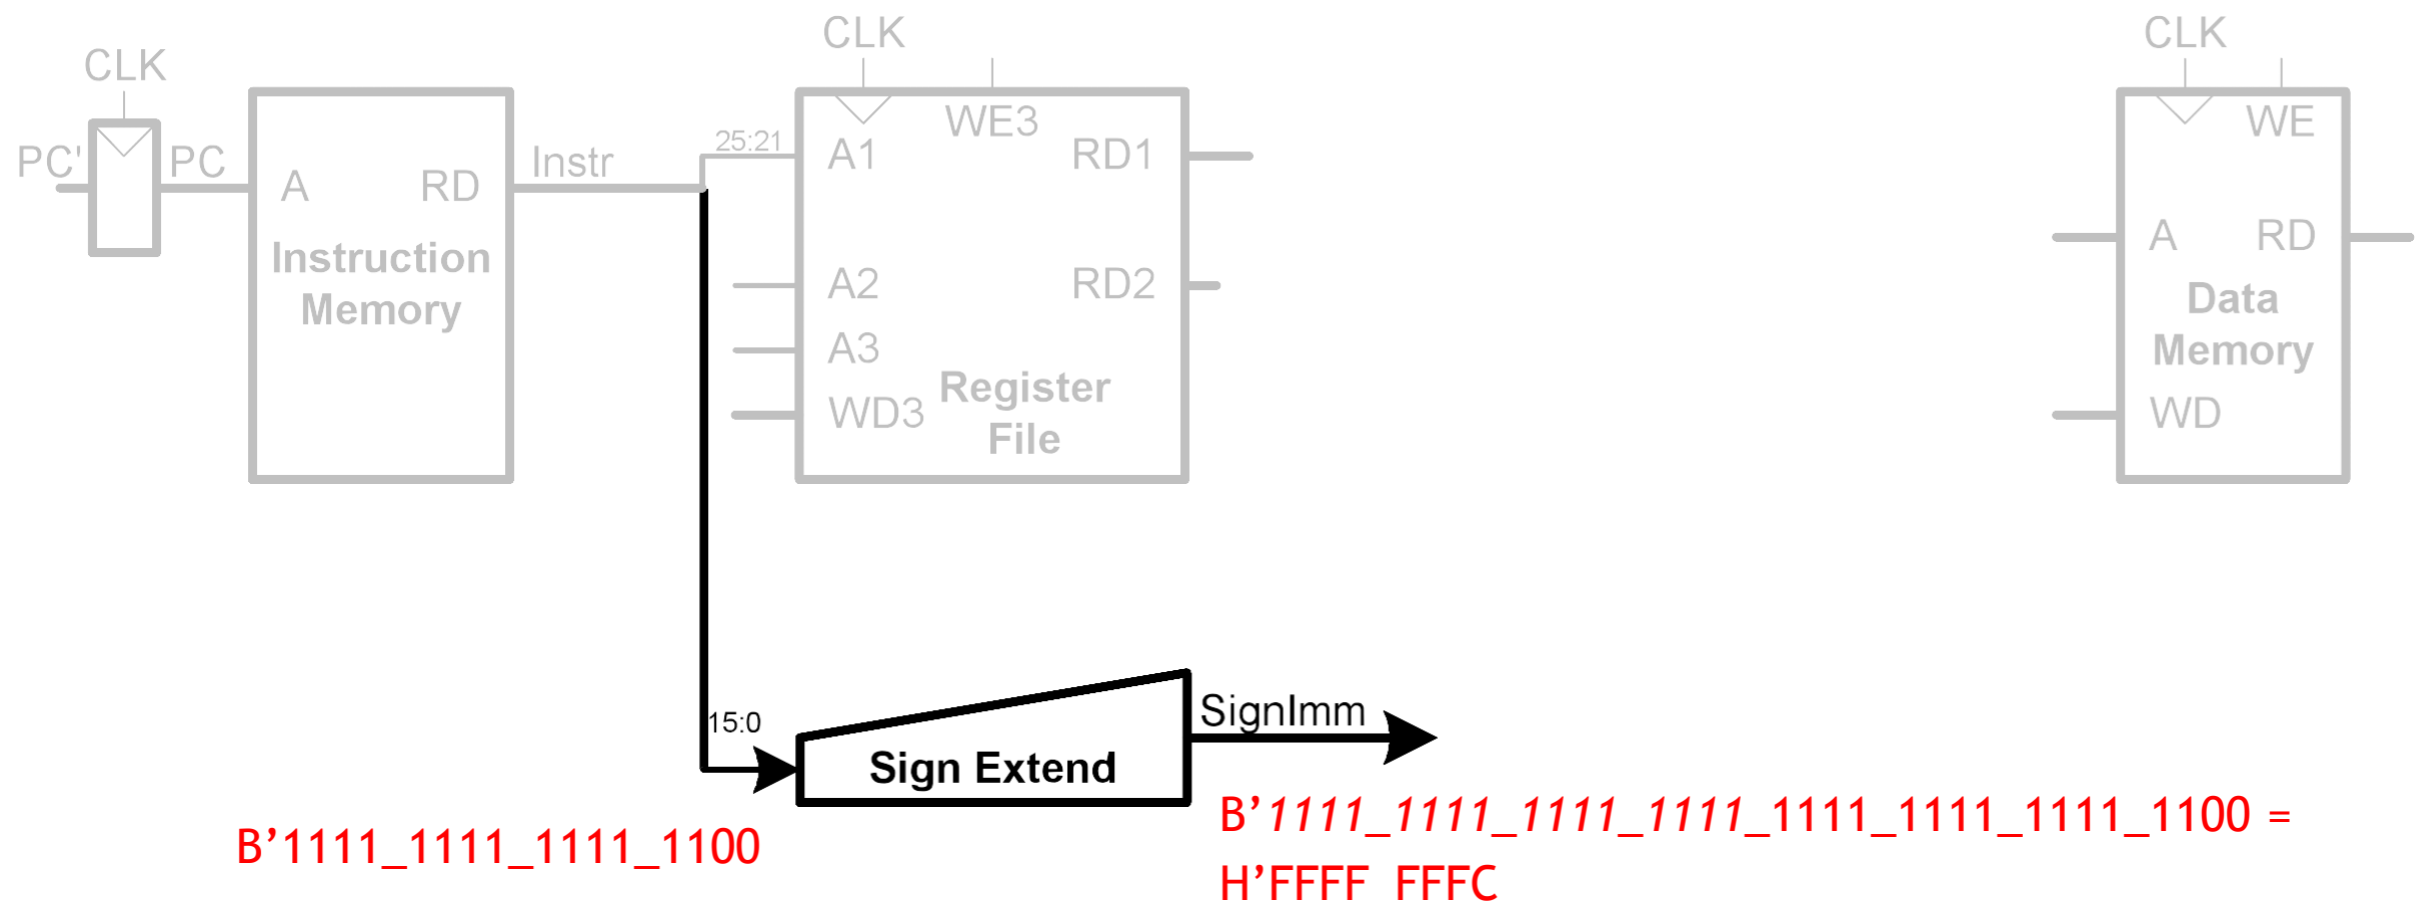 CLK
CLK
CLK
PC'
PC
A
RD
Instruction
Memory
Instr
25:21
A1
WE3
RD1
A2
RD2
A3
WD3
Register
File
WE
A
RD
Data
Memory
WD
15:0
Sign Extend
SignImm
B’1111_1111_1111_1100
B’1111_1111_1111_1111_1111_1111_1111_1100 =
H’FFFF FFFC